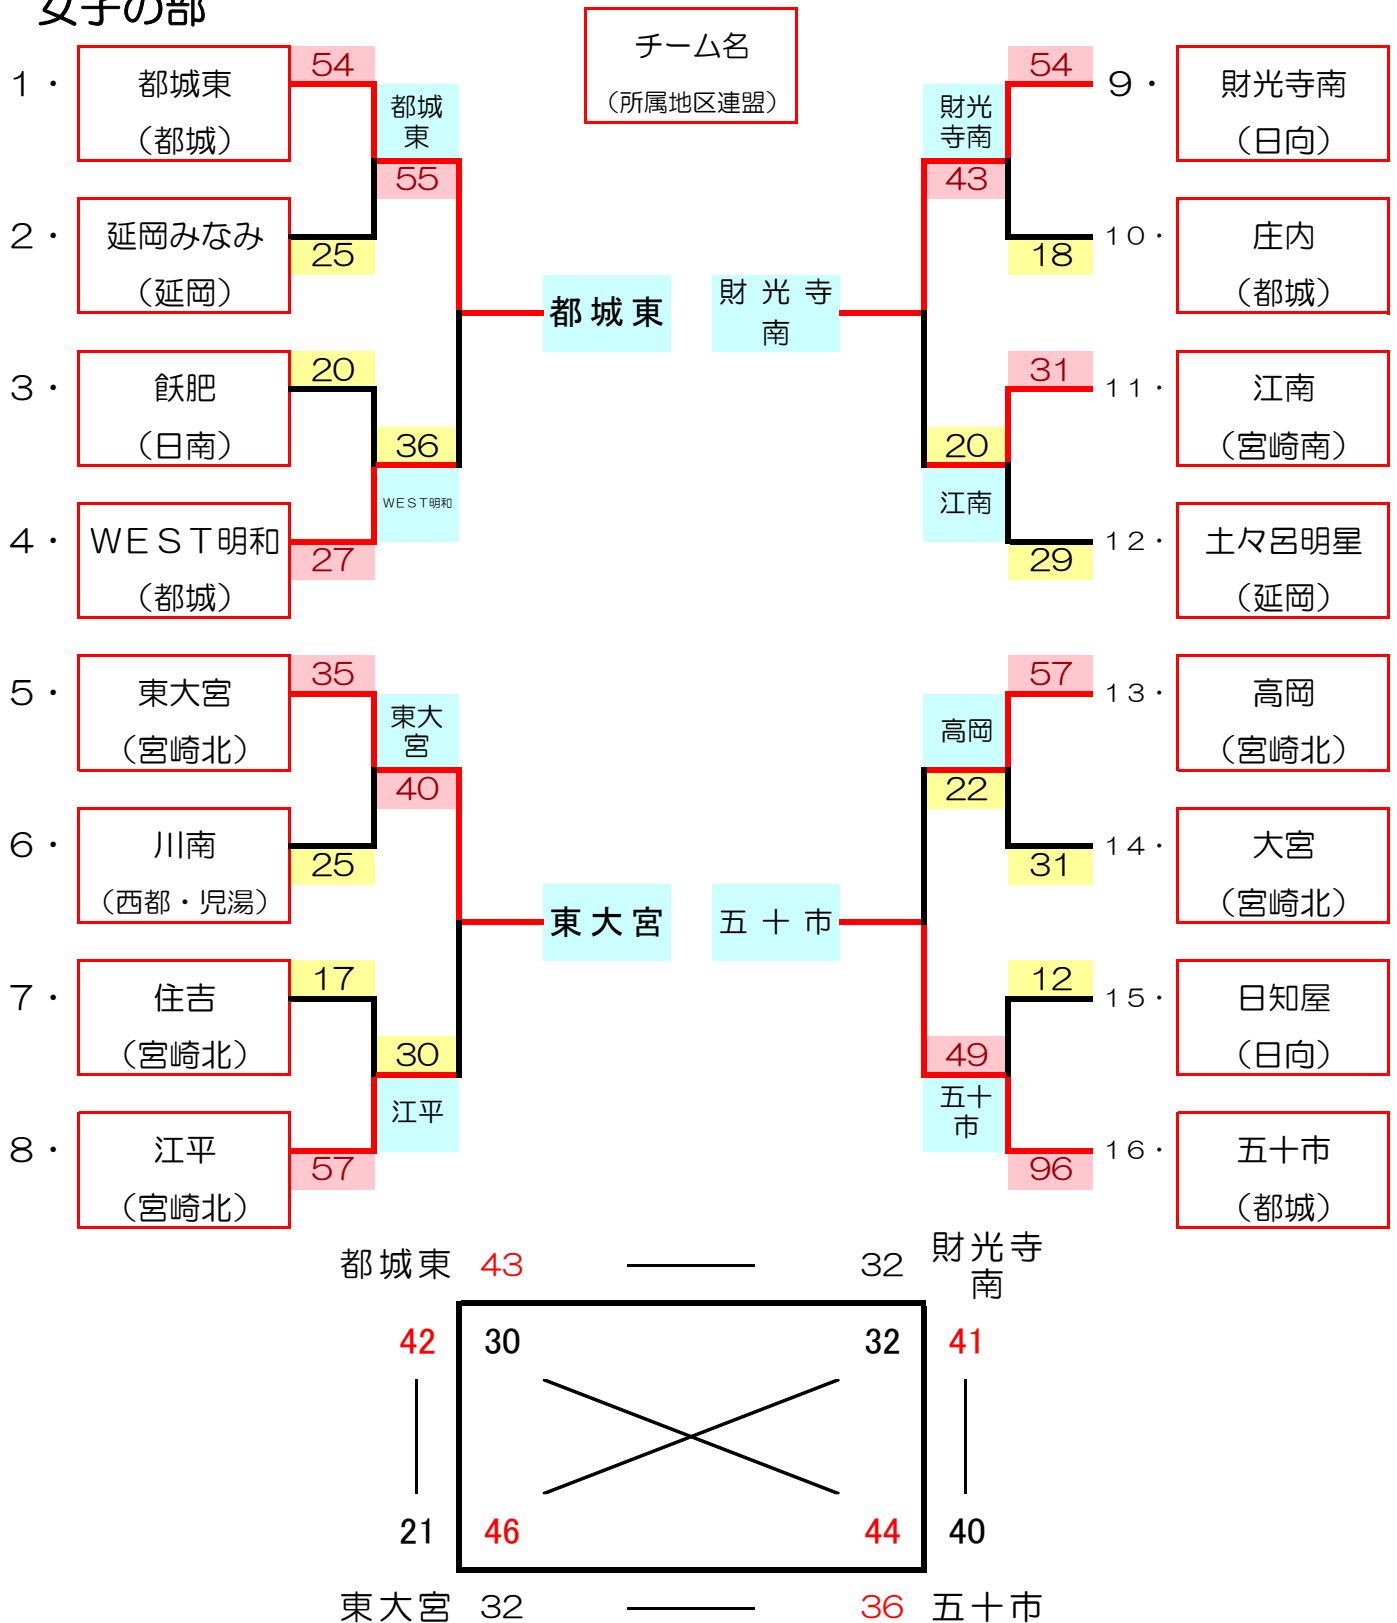 女子の部
チーム名
（所属地区連盟）
1・
都城東
（都城）
54
都城
東
55
2・
延岡みなみ
（延岡）
25
都城東
3・
飫肥
（日南）
20
36
WEST明和
4・
WEST明和
（都城）
27
5・
東大宮
（宮崎北）
35
東大
宮
40
6・
川南
（西都・児湯）
25
東大宮
7・
住吉
（宮崎北）
17
30
江平
8・
江平
（宮崎北）
57
54
9・
財光寺南
（日向）
財光
寺南
43
18
10・
庄内
（都城）
財光寺
南
31
11・
江南
（宮崎南）
20
江南
29
12・
土々呂明星
（延岡）
57
13・
高岡
（宮崎北）
高岡
22
31
14・
大宮
（宮崎北）
五十市
12
15・
日知屋
（日向）
49
五十
市
96
16・
五十市
（都城）
都城東 43 32 財光寺
南
42 30 32 41
21 46 44 40
東大宮 32 36 五十市